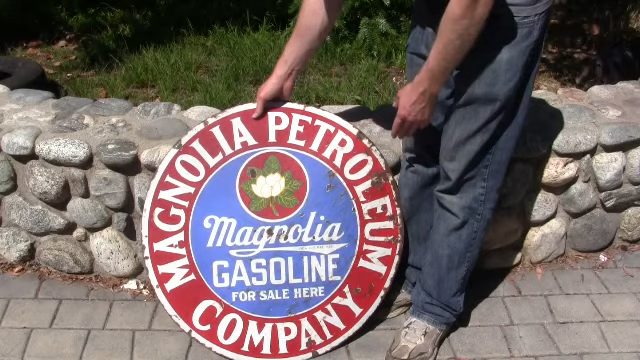 MAGNOLIA PETROLEUM
COMPANY
Magnolia
GASOLINE
FOR SALE HERE